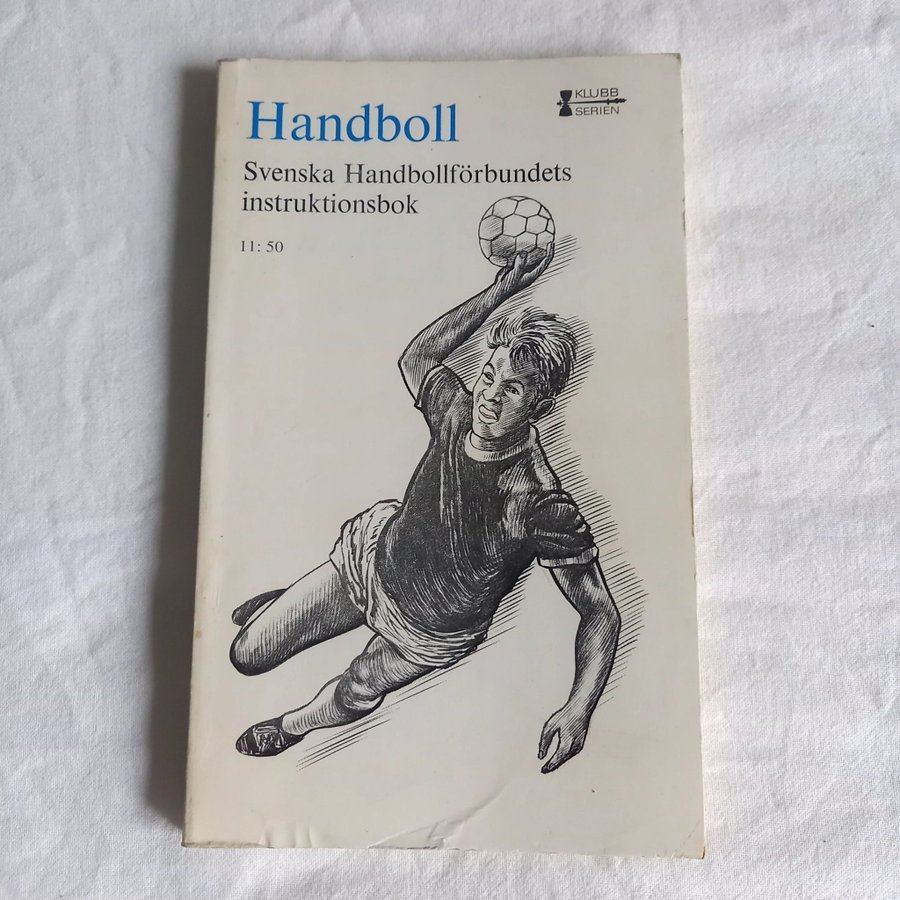 Handboll
KLUBB
SERIEN
Svenska Handbollförbundets
instruktionsbok
11: 50